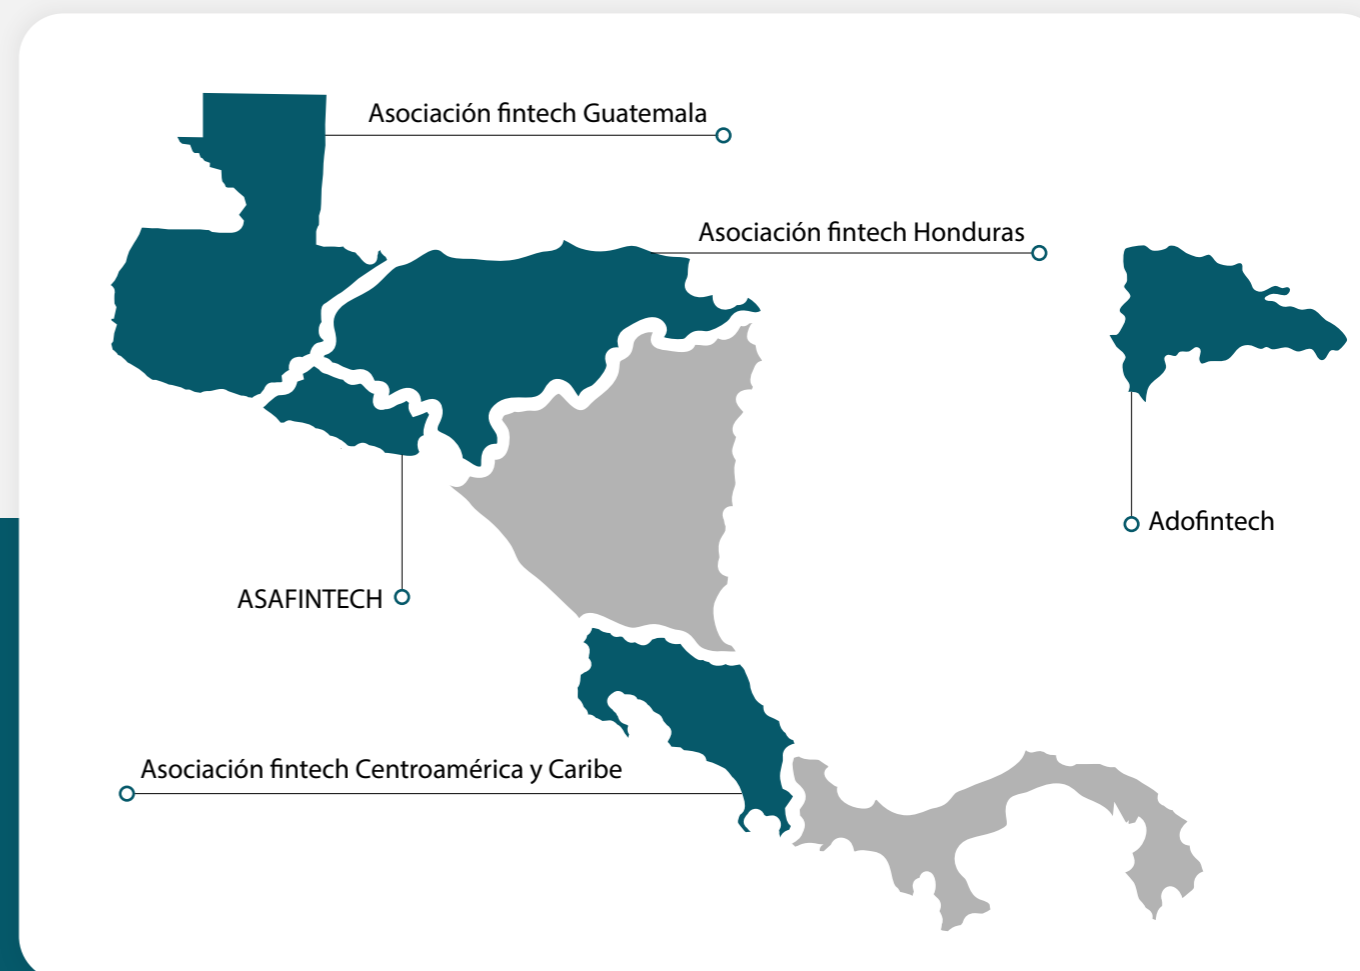 Asociación fintech Guatemala
Asociación fintech Honduras
Adofintech
ASAFINTECH
Asociación fintech Centroamérica y Caribe